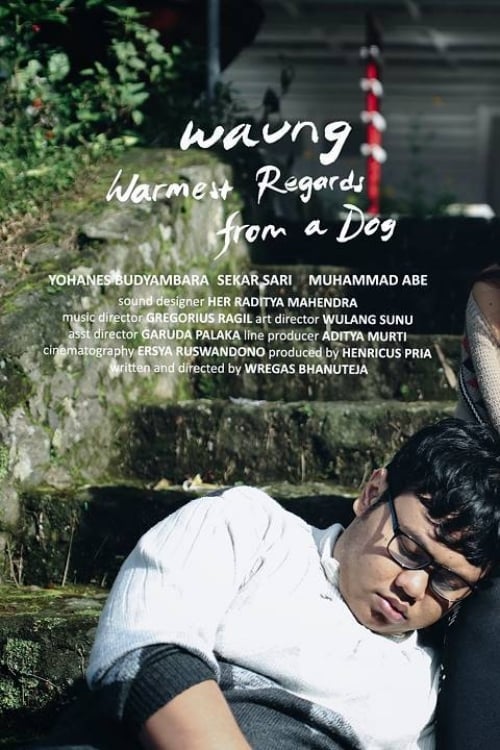 waung
Warmest Regards
from a Dog
YOHANES BUDYAMBARA SEKAR SARI MUHAMMAD ABE
sound designer HER RADITYA MAHENDRA
music director GREGORIUS RAGIL art director WULANG SUNU
asst director GARUDA PALAKA line producer ADITYA MURTI
cinematography ERSYA RUSWANDONO produced by HENRICUS PRIA
written and directed by WREGAS BHANUTEJA